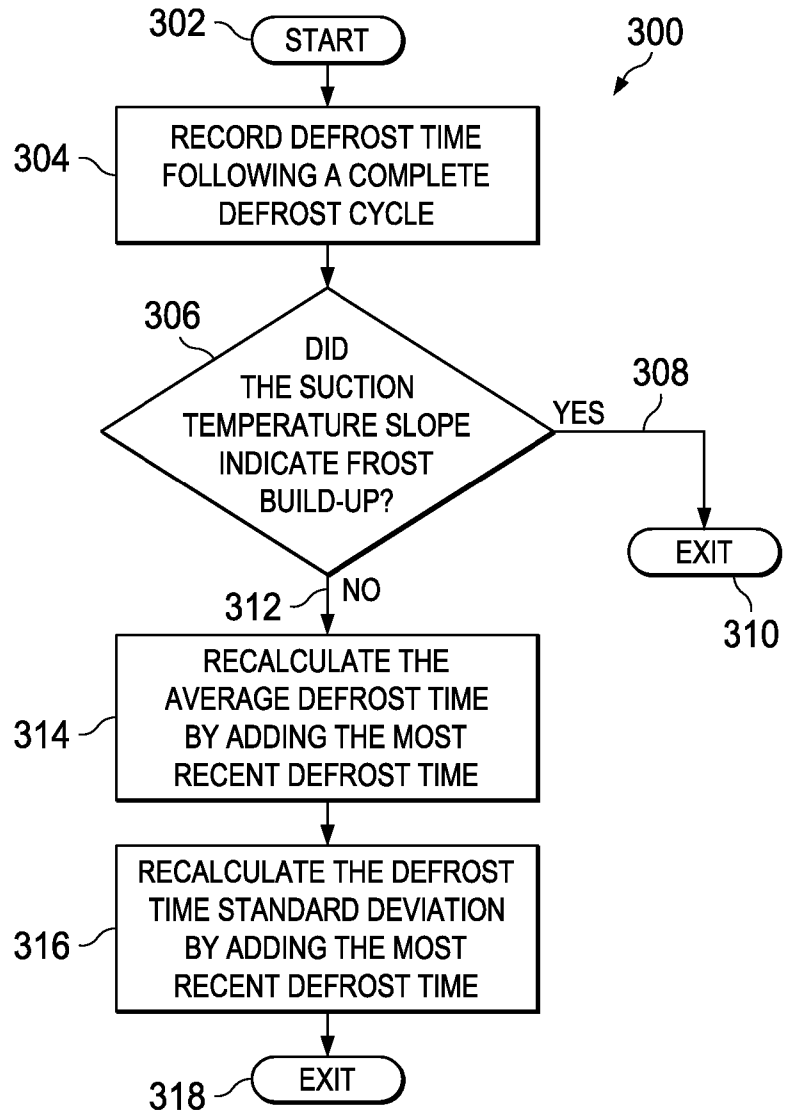 302
START
300
304
RECORD DEFROST TIME
FOLLOWING A COMPLETE
DEFROST CYCLE
306
DID
THE SUCTION
TEMPERATURE SLOPE
INDICATE FROST
BUILD-UP?
YES
308
EXIT
310
312
NO
314
RECALCULATE THE
AVERAGE DEFROST TIME
BY ADDING THE MOST
RECENT DEFROST TIME
316
RECALCULATE THE DEFROST
TIME STANDARD DEVIATION
BY ADDING THE MOST
RECENT DEFROST TIME
318
EXIT